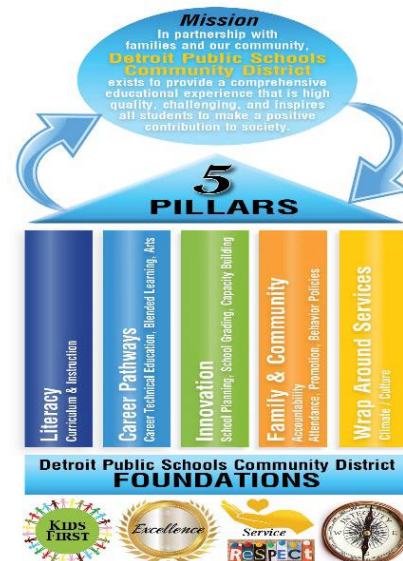 Mission
In partnership with
families and our community,
Detroit Public Schools
Community District
exists to provide a comprehensive
educational experience that is high
quality, challenging, and inspires
all students to make a positive
contribution to society.
5
PILLARS
Literacy
Curriculum & Instruction
Career Pathways
Career Technical Education, Blended Learning, Arts
Innovation
School Planning, School Grading, Capacity Building
Family & Community
Accountability
Attendance, Promotion, Behavior Policies
Wrap Around Services
Climate / Culture
Detroit Public Schools Community District
FOUNDATIONS
KIDS
FIRST
Excellence
Service
ReSPECt
INTEGRITY